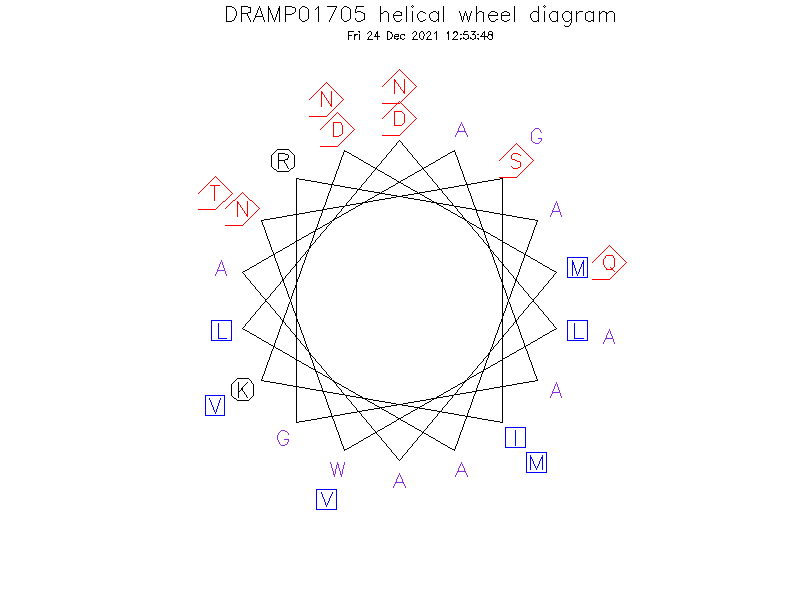 DRAMP01705 helical wheel diagram
Fri 24 Dec 2021 12:53:48
N
N
D
D
A
G
R
S
T
N
A
A
M
Q
L
L
A
K
A
V
G
I
W
A
A
M
V